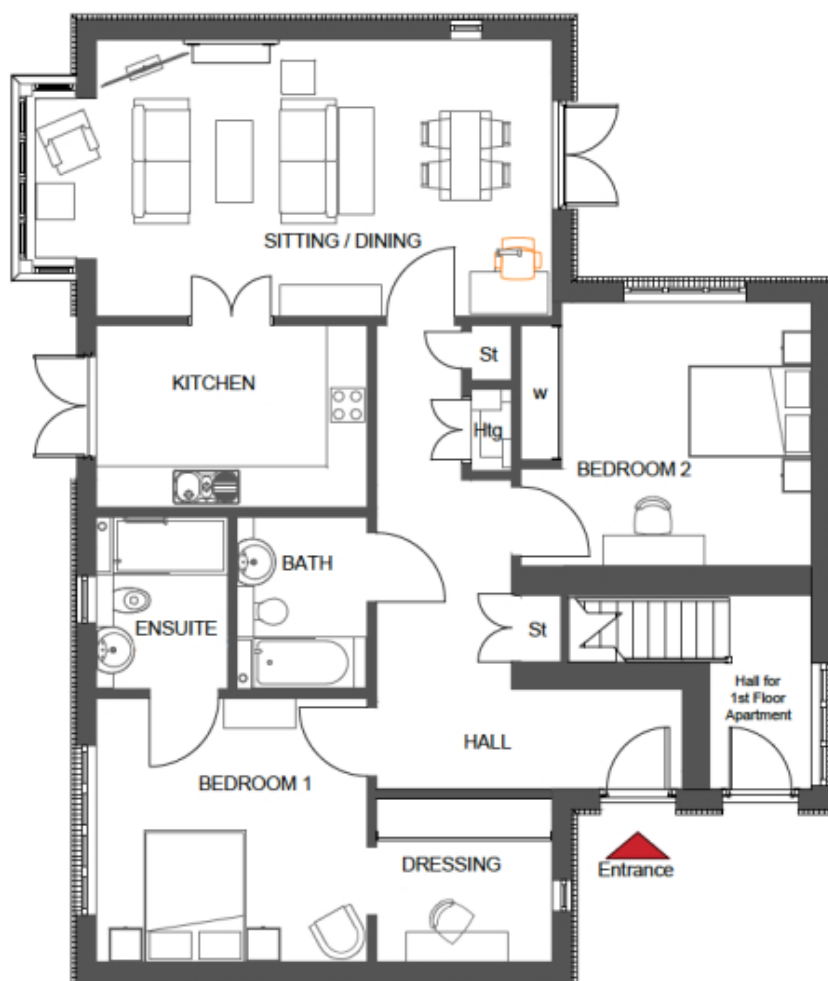 SITTING / DINING
KITCHEN
St
Htg
w
BEDROOM 2
BATH
ENSUITE
St
Hall for
1st Floor
Apartment
HALL
BEDROOM 1
DRESSING
Entrance